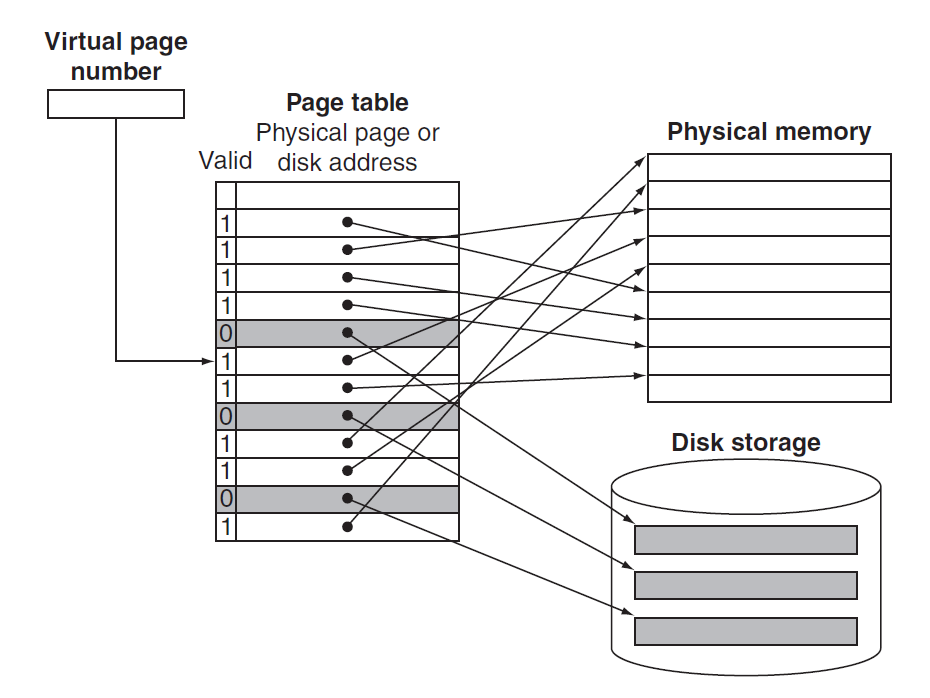 Virtual page
number
Page table
Physical page or
Valid disk address
1
1
1
1
0
1
1
0
1
1
0
1
Physical memory
Disk storage